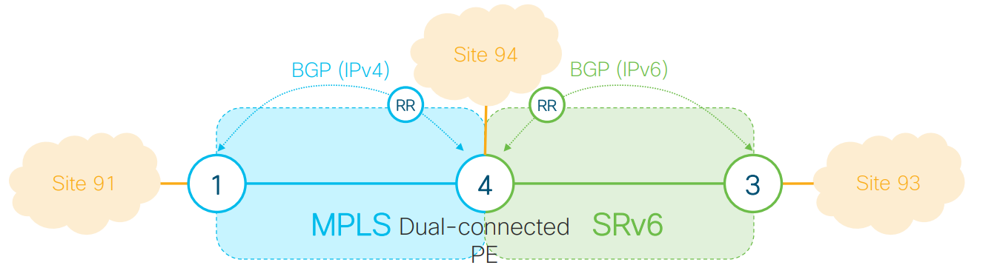 Site 94
BGP (IPv4)
BGP (IPv6)
RR
RR
Site 91
1
4
3
Site 93
MPLS
Dual-connected
PE
SRv6